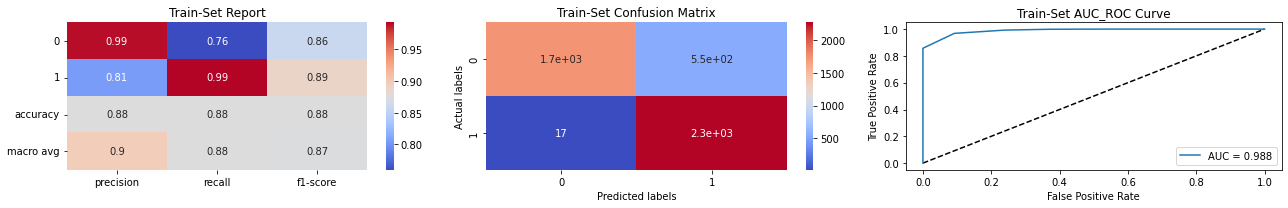 Train-Set Report
0
0.99
0.76
0.86
1
0.81
0.99
0.89
accuracy
0.88
0.88
0.88
macro avg
0.9
0.88
0.87
precision
recall
f1-score
0.95
0.90
0.85
0.80
Train-Set Confusion Matrix
Actual labels
0
1.7e+03
5.5e+02
1
17
2.3e+03
0
1
Predicted labels
2000
1500
1000
500
Train-Set AUC_ROC Curve
True Positive Rate
1.0
0.8
0.6
0.4
0.2
0.0
AUC = 0.988
0.0
0.2
0.4
0.6
0.8
1.0
False Positive Rate